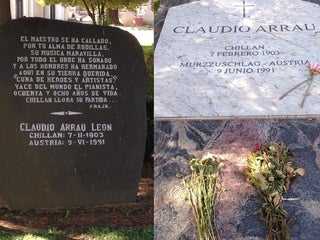 EL MAESTRO SE HA CALLADO,
POR TU ALMA DE RODILLAS,
SU MUSICA MARAVILLA.
POR TODO EL ORBE HA SONADO
Y A LOS HOMBRES HA HERMANADO.
AQUI EN SU TIERRA QUERIDA,
"CUNA DE HEROES Y ARTISTAS"
YACE DEL MUNDO EL PIANISTA,
OCHENTA Y OCHO AÑOS DE VIDA.
CHILLAN LLORA SU PARTIDA...
CLAUDIO ARRAU LEON
CHILLAN: 7-II-1903
AUSTRIA: 9-VI-1991
CLAUDIO ARRAU
CHILLAN
7 FEBRERO 1903
MURZZUSCHLAG - AUSTRIA
9 JUNIO 1991